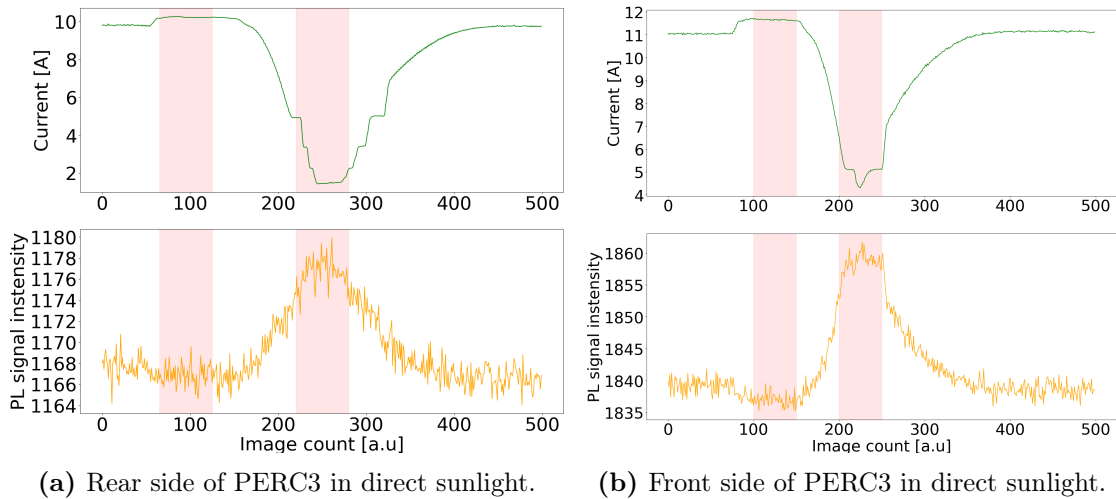 10
8
6
4
2
Current [A]
0 100 200 300 400 500
1180
1178
1176
1174
1172
1170
1168
1166
1164
PL signal instensity
0 100 200 300 400 500
Image count [a.u]
(a) Rear side of PERC3 in direct sunlight.
12
11
10
9
8
7
6
5
4
Current [A]
0 100 200 300 400 500
1860
1855
1850
1845
1840
1835
PL signal instensity
0 100 200 300 400 500
Image count [a.u]
(b) Front side of PERC3 in direct sunlight.